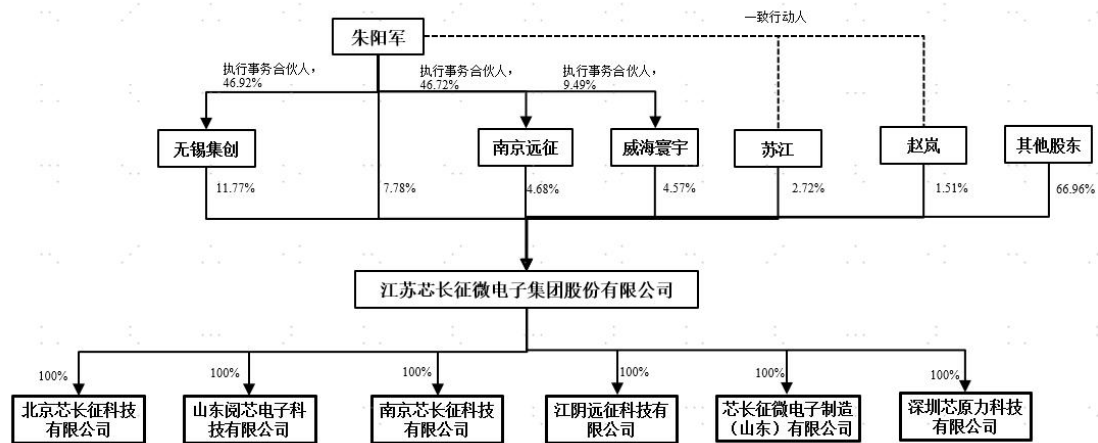 一致行动人
朱阳军
执行事务合伙人，
46.92%
执行事务合伙人，
46.72%
执行事务合伙人，
9.49%
无锡集创
南京远征
威海寰宇
苏江
赵岚
其他股东
11.77%
7.78%
4.68%
4.57%
2.72%
1.51%
66.96%
江苏芯长征微电子集团股份有限公司
100%
100%
100%
100%
100%
100%
北京芯长征科技
有限公司
山东阅芯电子科
技有限公司
南京芯长征科技
有限公司
江阴远征科技有
限公司
芯长征微电子制造
（山东）有限公司
深圳芯原力科技有
限公司